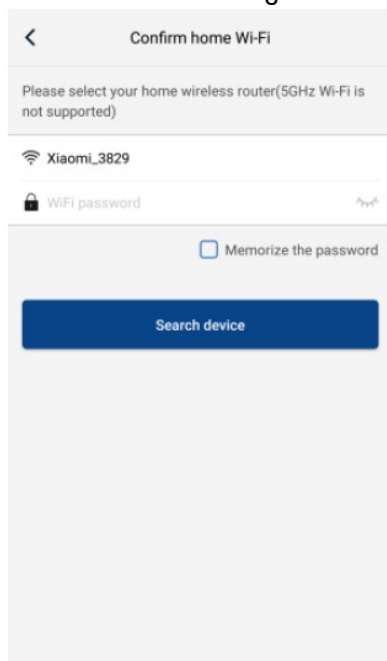 Confirm home Wi-Fi
Please select your home wireless router(5GHz Wi-Fi is
not supported)
Xiaomi_3829
WiFi password
Memorize the password
Search device